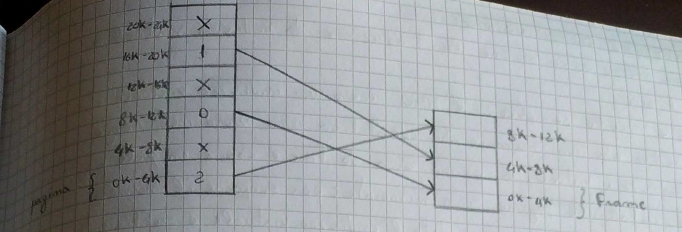 20k-24k X
16k-20k 1
12k-16k X
8k-12k 0
4k-8k X
pagina { 0k-4k 2
8k-12k
4k-8k
0k-4k } Frame